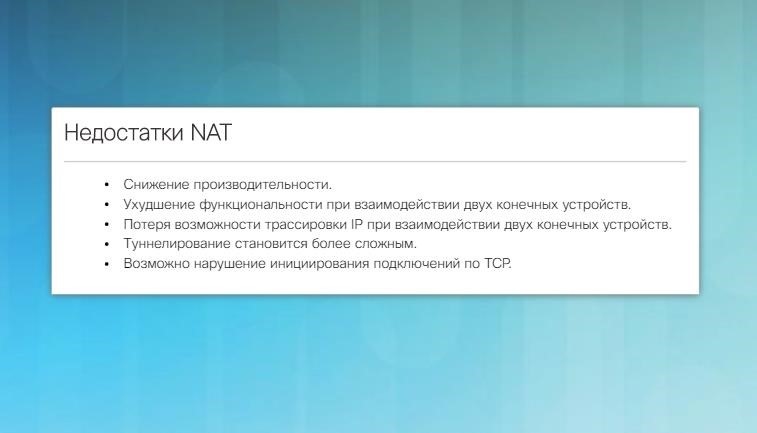 Недостатки NAT
• Снижение производительности.
• Ухудшение функциональности при взаимодействии двух конечных устройств.
• Потеря возможности трассировки IP при взаимодействии двух конечных устройств.
• Туннелирование становится более сложным.
• Возможно нарушение инициирования подключений по TCP.